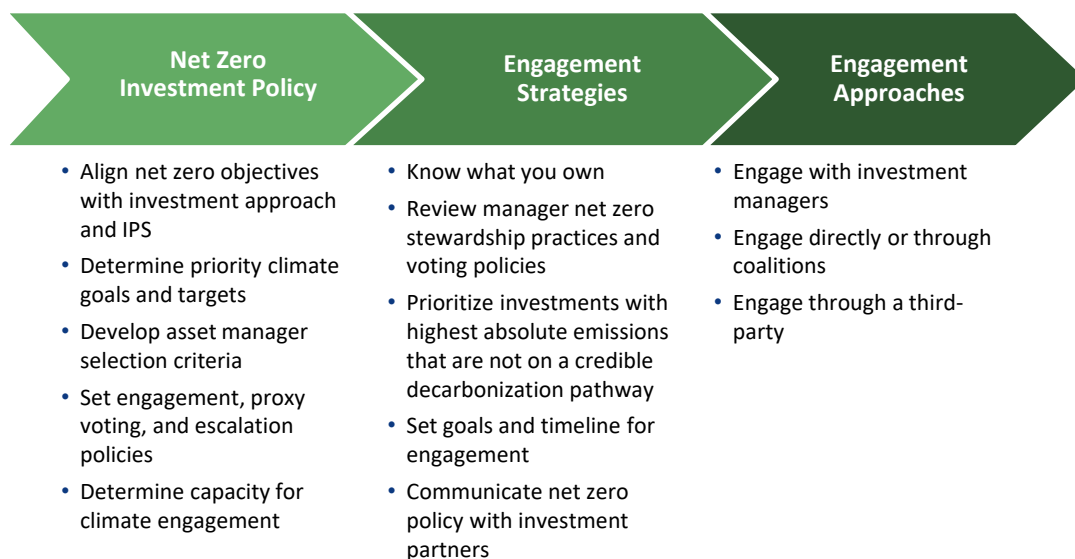 Net Zero
Investment Policy
• Align net zero objectives
with investment approach
and IPS
• Determine priority climate
goals and targets
• Develop asset manager
selection criteria
• Set engagement, proxy
voting, and escalation
policies
• Determine capacity for
climate engagement
Engagement
Strategies
• Know what you own
• Review manager net zero
stewardship practices and
voting policies
• Prioritize investments with
highest absolute emissions
that are not on a credible
decarbonization pathway
• Set goals and timeline for
engagement
• Communicate net zero
policy with investment
partners
Engagement
Approaches
• Engage with investment
managers
• Engage directly or through
coalitions
• Engage through a third-
party